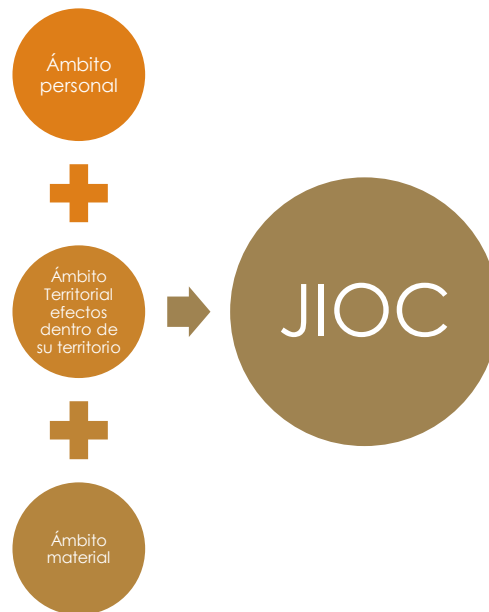 Ámbito
personal
Ámbito
Territorial
efectos
dentro de
su territorio
JIOC
Ámbito
material